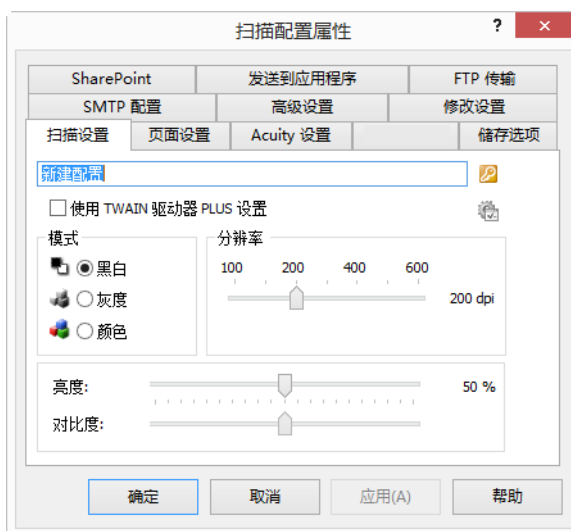 扫描配置属性 ? ×
SharePoint 发送到应用程序 FTP 传输
SMTP 配置 高级设置 修改设置
扫描设置 页面设置 Acuity 设置 储存选项
新建配置
使用 TWAIN 驱动器 PLUS 设置
模式
黑白
灰度
颜色
分辨率
100 200 400 600
200 dpi
亮度: 50 %
对比度:
确定 取消 应用(A) 帮助